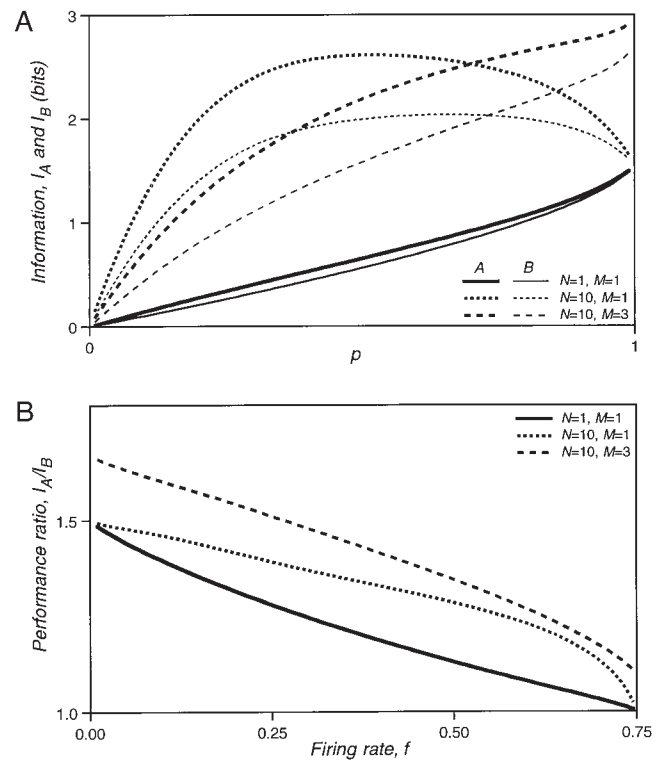 A
Information, I_A and I_B (bits)
3
2
1
0
0
1
p
A B
N=1, M=1
N=10, M=1
N=10, M=3
B
Performance ratio, I_A/I_B
1.5
1.0
0.00
0.25
0.50
0.75
Firing rate, f
N=1, M=1
N=10, M=1
N=10, M=3